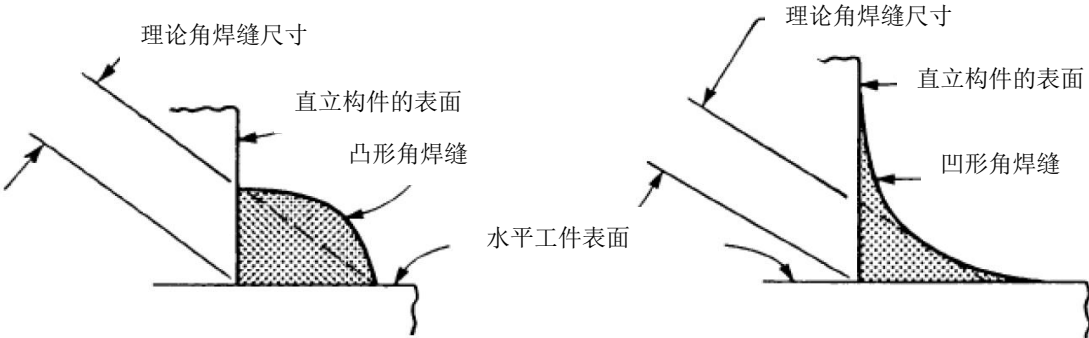 理论角焊缝尺寸
直立构件的表面
凸形角焊缝
水平工件表面
理论角焊缝尺寸
直立构件的表面
凹形角焊缝